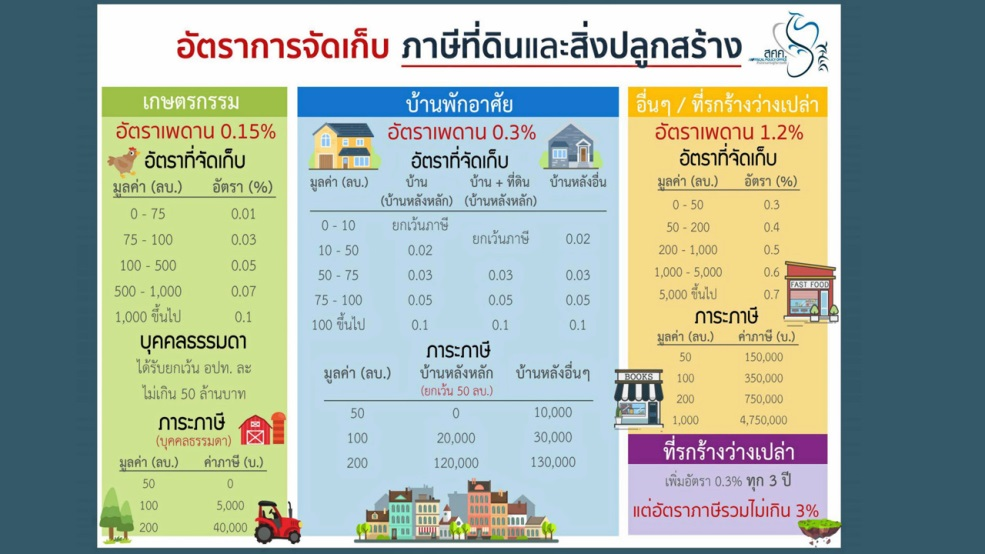 อัตราการจัดเก็บ ภาษีที่ดินและสิ่งปลูกสร้าง
สศค.
เกษตรกรรม
อัตราเพดาน 0.15%
อัตราที่จัดเก็บ
มูลค่า (ลบ.) อัตรา (%)
0 - 75 0.01
75 - 100 0.03
100 - 500 0.05
500 - 1,000 0.07
1,000 ขึ้นไป 0.1
บุคคลธรรมดา
ได้รับยกเว้น อปท. ละ
ไม่เกิน 50 ล้านบาท
ภาระภาษี
(บุคคลธรรมดา)
มูลค่า (ลบ.) ค่าภาษี (บ.)
50 0
100 5,000
200 40,000
บ้านพักอาศัย
อัตราเพดาน 0.3%
อัตราที่จัดเก็บ
มูลค่า (ลบ.) บ้าน บ้าน + ที่ดิน บ้านหลังอื่น
(บ้านหลังหลัก) (บ้านหลังหลัก)
0 - 10 ยกเว้นภาษี
ยกเว้นภาษี 0.02
10 - 50 0.02
50 - 75 0.03 0.03 0.03
75 - 100 0.05 0.05 0.05
100 ขึ้นไป 0.1 0.1 0.1
ภาระภาษี
มูลค่า (ลบ.) บ้านหลังหลัก บ้านหลังอื่นๆ
(ยกเว้น 50 ลบ.)
50 0 10,000
100 20,000 30,000
200 120,000 130,000
อื่นๆ / ที่รกร้างว่างเปล่า
อัตราเพดาน 1.2%
อัตราที่จัดเก็บ
มูลค่า (ลบ.) อัตรา (%)
0 - 50 0.3
50 - 200 0.4
200 - 1,000 0.5
1,000 - 5,000 0.6
5,000 ขึ้นไป 0.7
FAST FOOD
ภาระภาษี
มูลค่า (ลบ.) ค่าภาษี (บ.)
50 150,000
100 350,000
200 750,000
1,000 4,750,000
BOOKS
ที่รกร้างว่างเปล่า
เพิ่มอัตรา 0.3% ทุก 3 ปี
แต่อัตราภาษีรวมไม่เกิน 3%